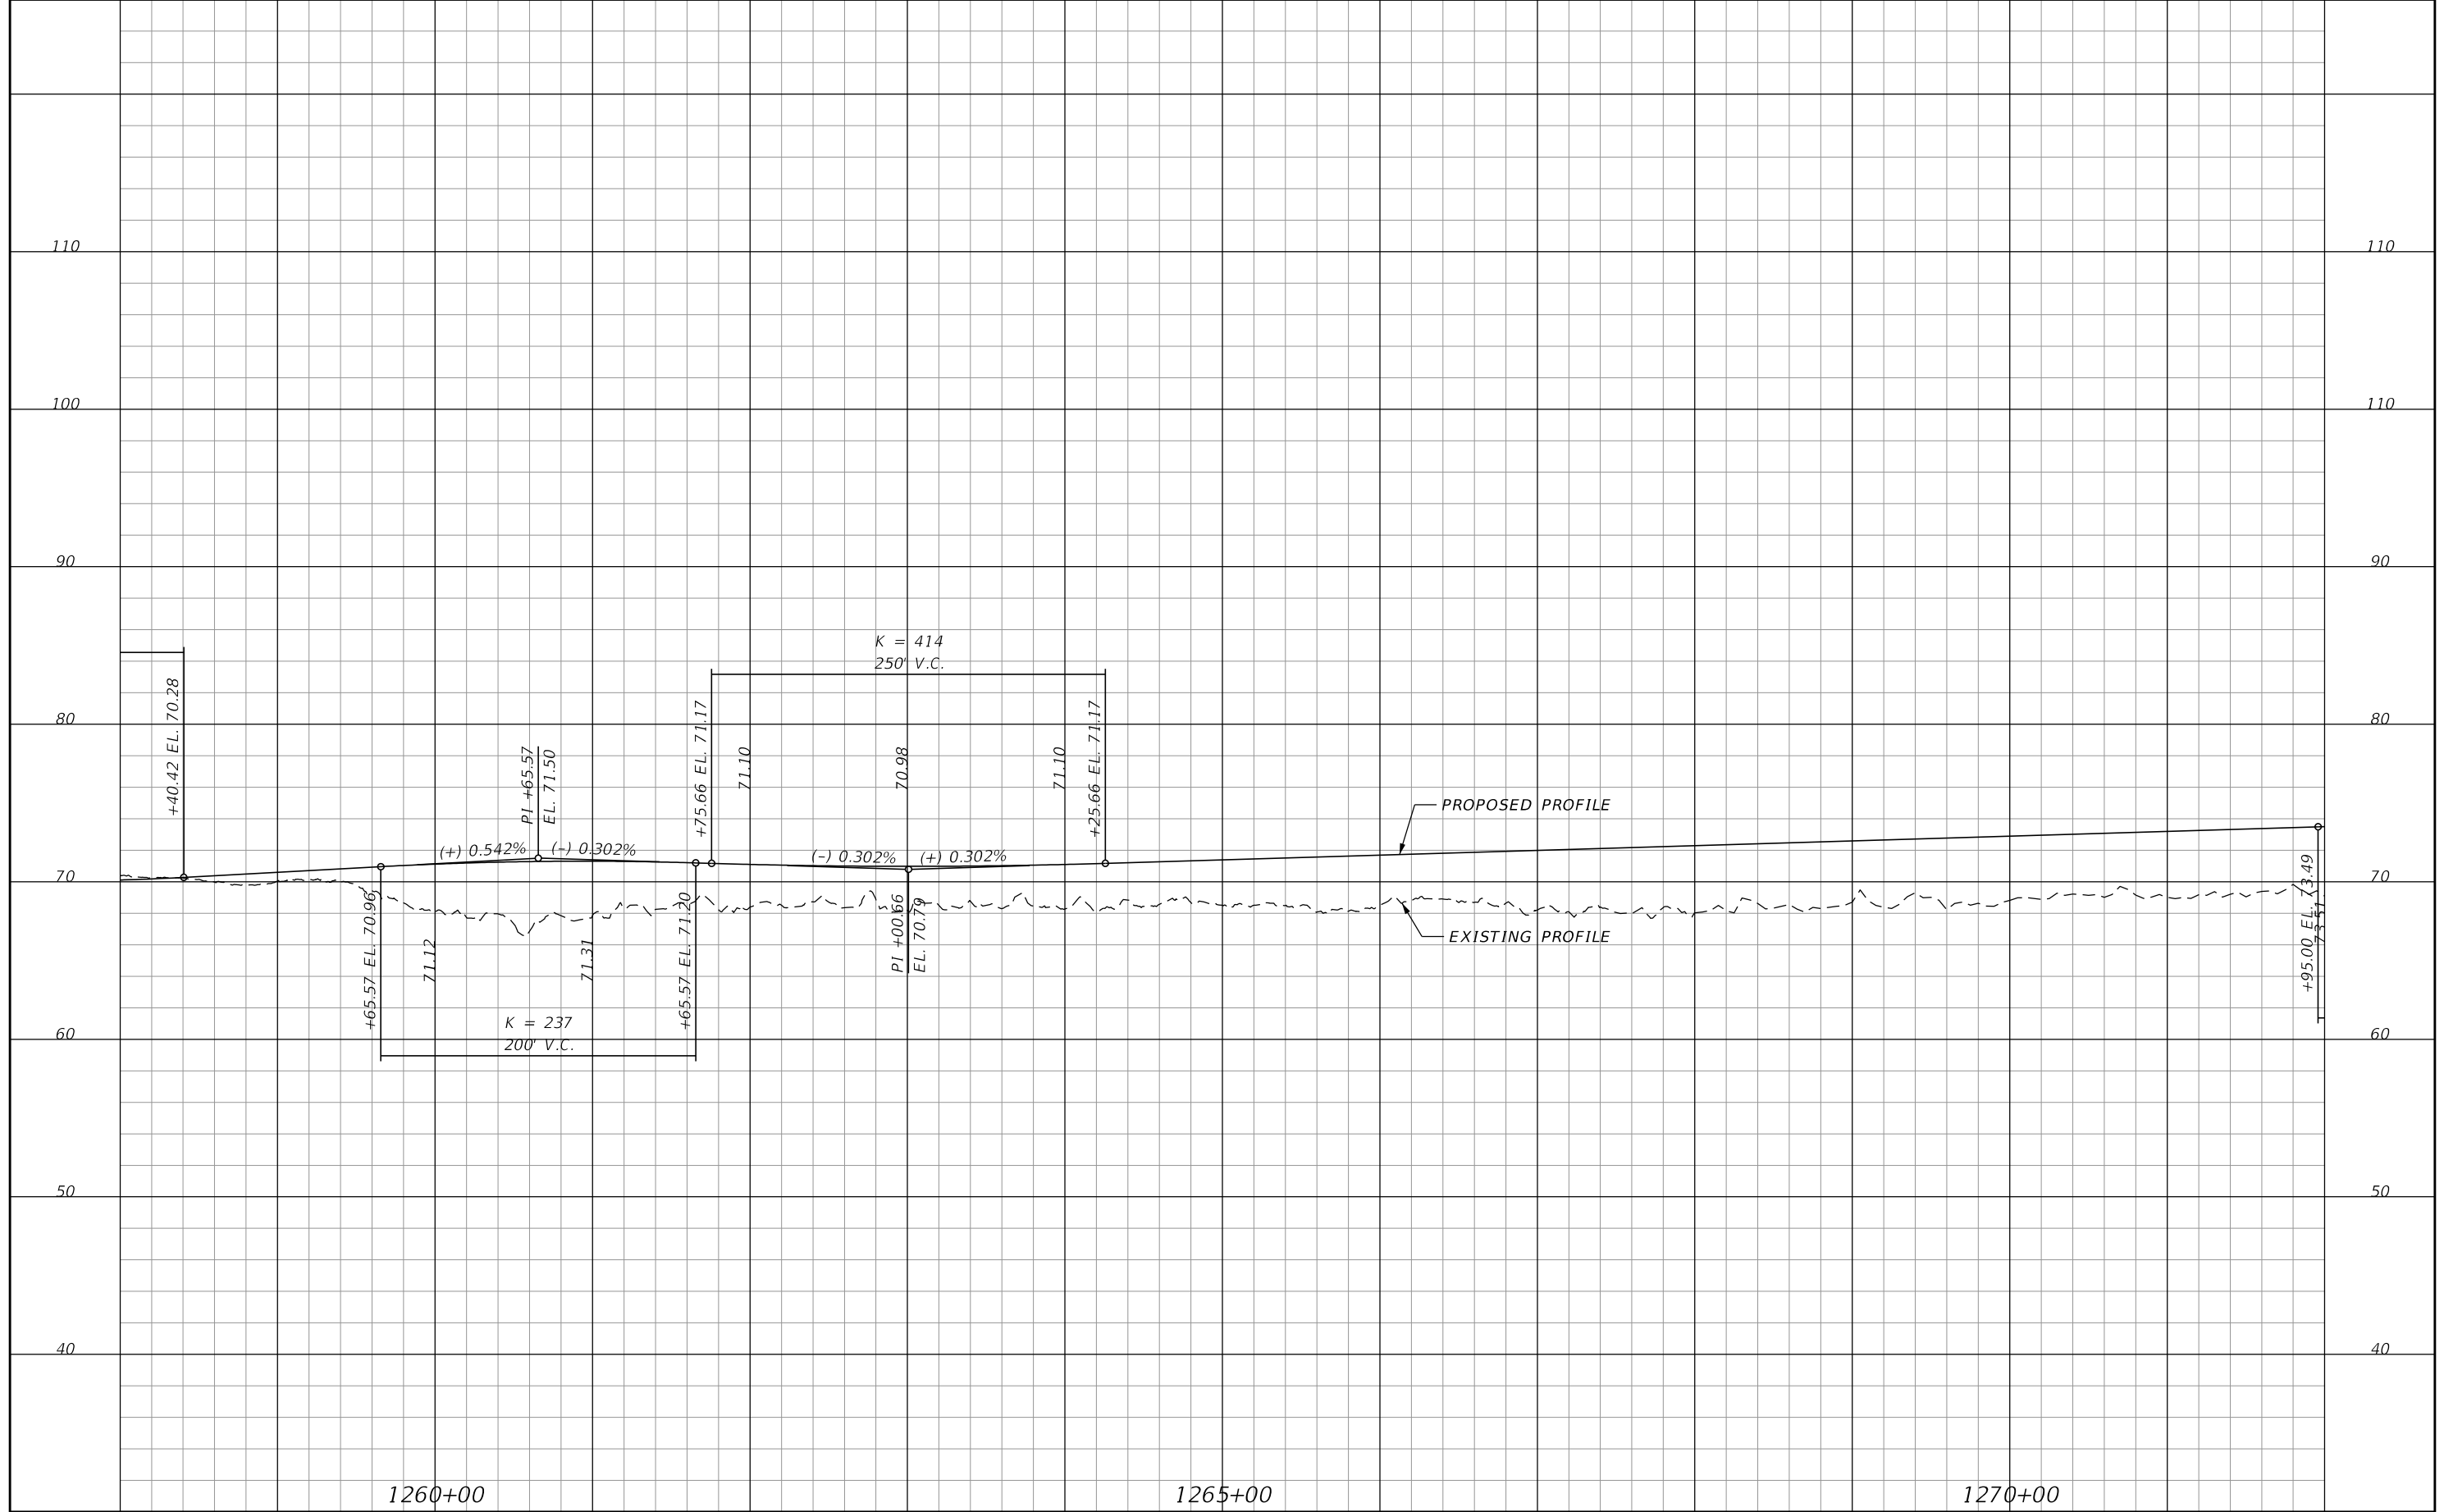 110
110
100
110
90
90
K = 414
250' V.C.
80
80
+40.42 EL. 70.28
PI +65.57
EL. 71.50
+75.66 EL. 71.17
71.10
70.98
71.10
+25.66 EL. 71.17
PROPOSED PROFILE
(+) 0.542%
(-) 0.302%
(-) 0.302%
(+) 0.302%
70
70
+65.57 EL. 70.96
71.12
71.31
+65.57 EL. 71.20
PI +00.66
EL. 70.79
EXISTING PROFILE
+95.00 EL. 73.49
73.51
K = 237
200' V.C.
60
60
50
50
40
40
1260+00
1265+00
1270+00